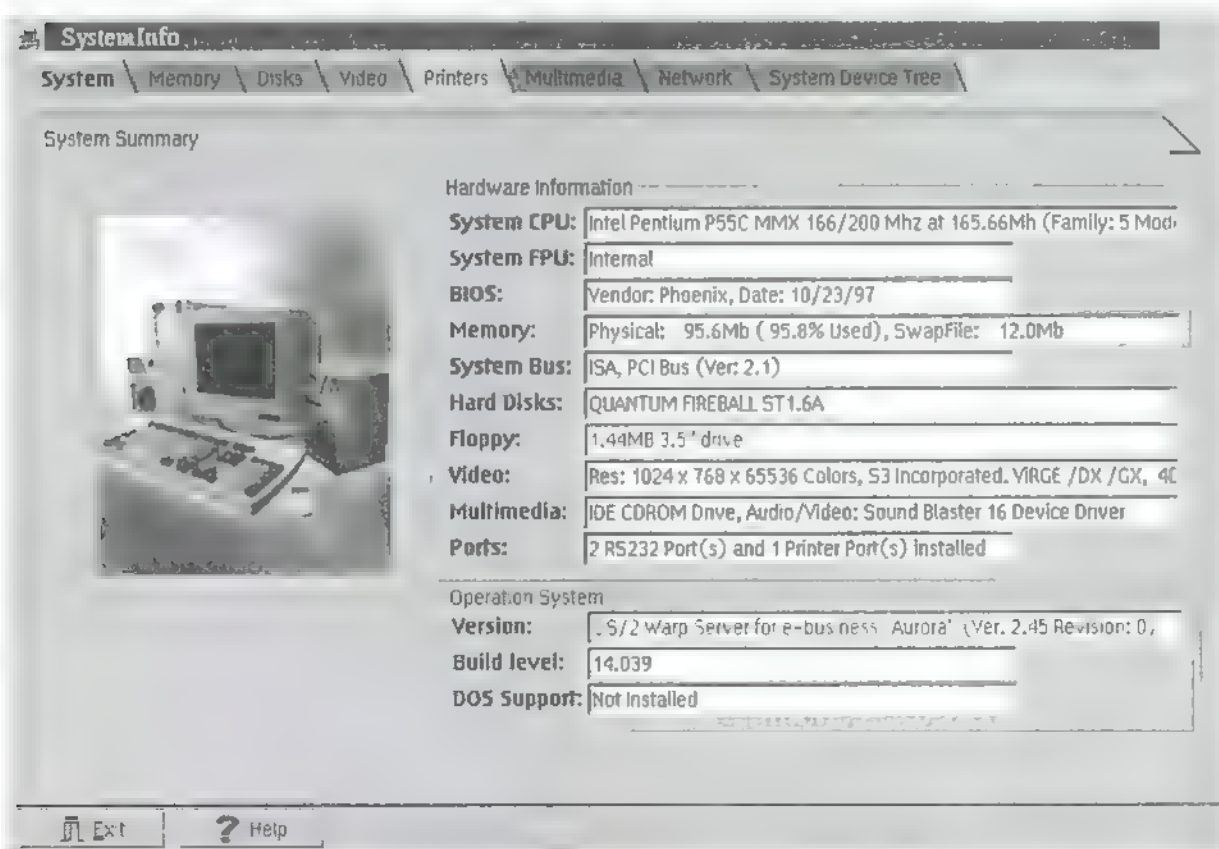 SystemInfo
System Memory Disks Video Printers Multimedia Network System Device Tree
System Summary
Hardware Information
System CPU: Intel Pentium P55C MMX 166/200 Mhz at 165.66Mh (Family: 5 Mod
System FPU: Internal
BIOS: Vendor: Phoenix, Date: 10/23/97
Memory: Physical: 95.6Mb ( 95.8% Used), SwapFile: 12.0Mb
System Bus: ISA, PCI Bus (Ver: 2.1)
Hard Disks: QUANTUM FIREBALL ST1.6A
Floppy: 1.44MB 3.5" drive
Video: Res: 1024 x 768 x 65536 Colors, S3 Incorporated. ViRGE /DX /GX,
Multimedia: IDE CDROM Drive, Audio/Video: Sound Blaster 16 Device Driver
Ports: 2 RS232 Port(s) and 1 Printer Port(s) installed
Operation System
Version: S/2 Warp Server for e-business Aurora" (Ver. 2.45 Revision: 0,
Build level: 14.039
DOS Support: Not Installed
Exit ? Help